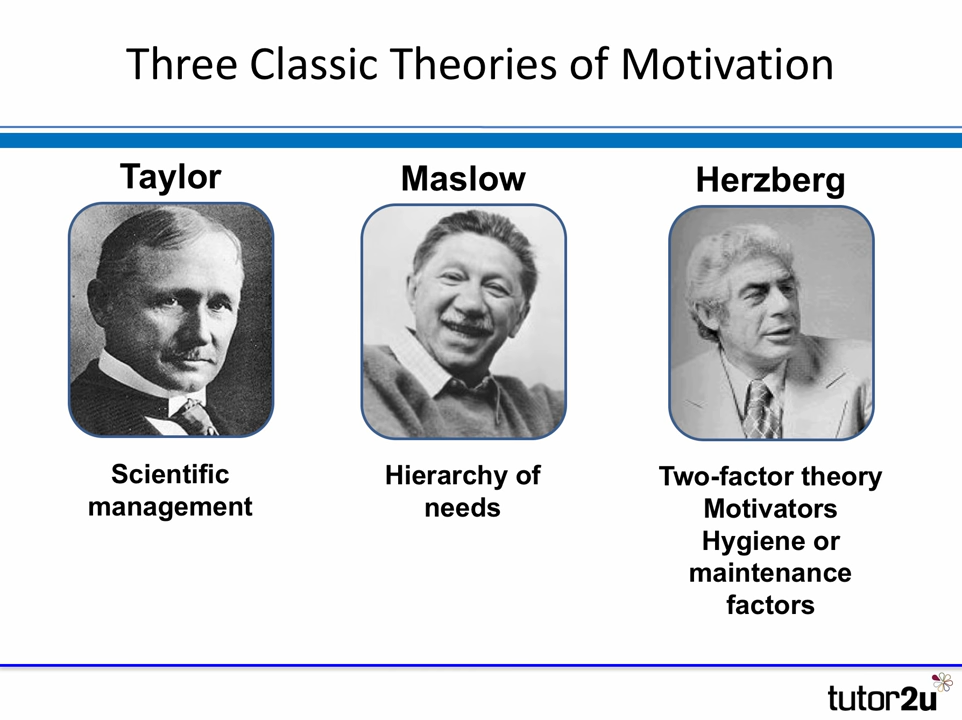 Three Classic Theories of Motivation
Taylor
Maslow
Herzberg
Scientific
management
Hierarchy of
needs
Two-factor theory
Motivators
Hygiene or
maintenance
factors
tutor2u